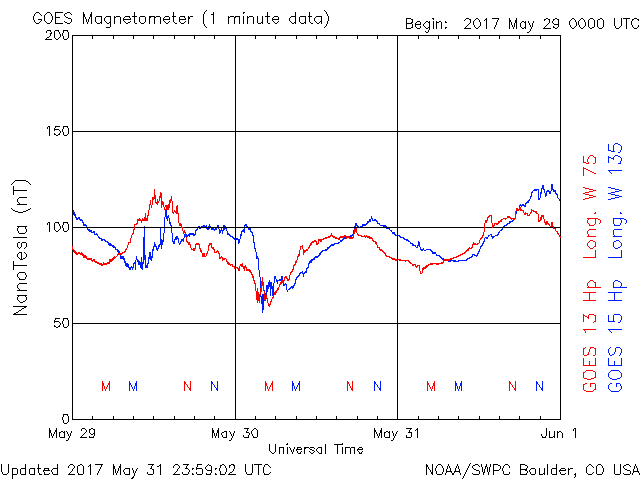 GOES Magnetometer (1 minute data)
Begin: 2017 May 29 0000 UTC
200
150
100
50
0
NanoTesla (nT)
M M N N M M N N M M N N
May 29 May 30 May 31 Jun 1
Universal Time
GOES 13 Hp Long. W 75
GOES 15 Hp Long. W 135
Updated 2017 May 31 23:59:02 UTC
NOAA/SWPC Boulder, CO USA